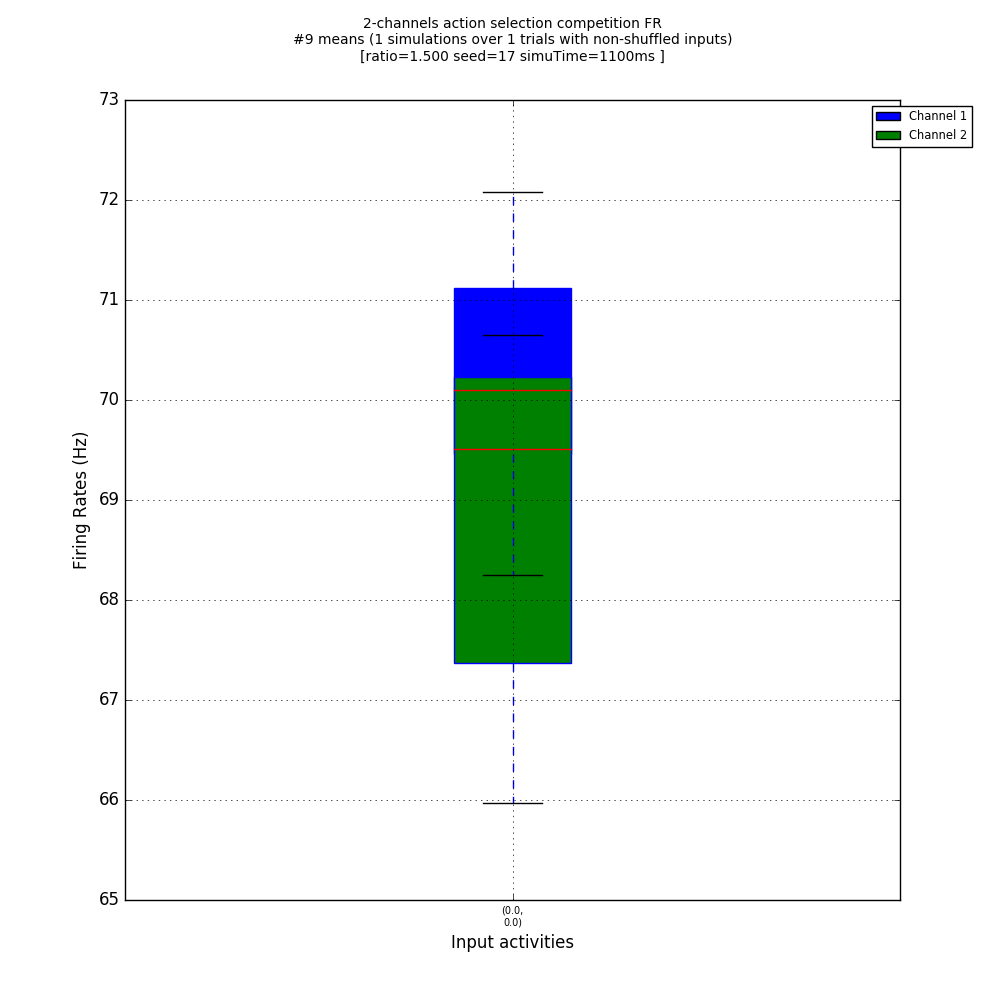 2-channels action selection competition FR
#9 means (1 simulations over 1 trials with non-shuffled inputs)
[ratio=1.500 seed=17 simuTime=1100ms ]
73
72
71
70
69
68
67
66
65
Firing Rates (Hz)
Channel 1
Channel 2
(0.0,
0.0)
Input activities